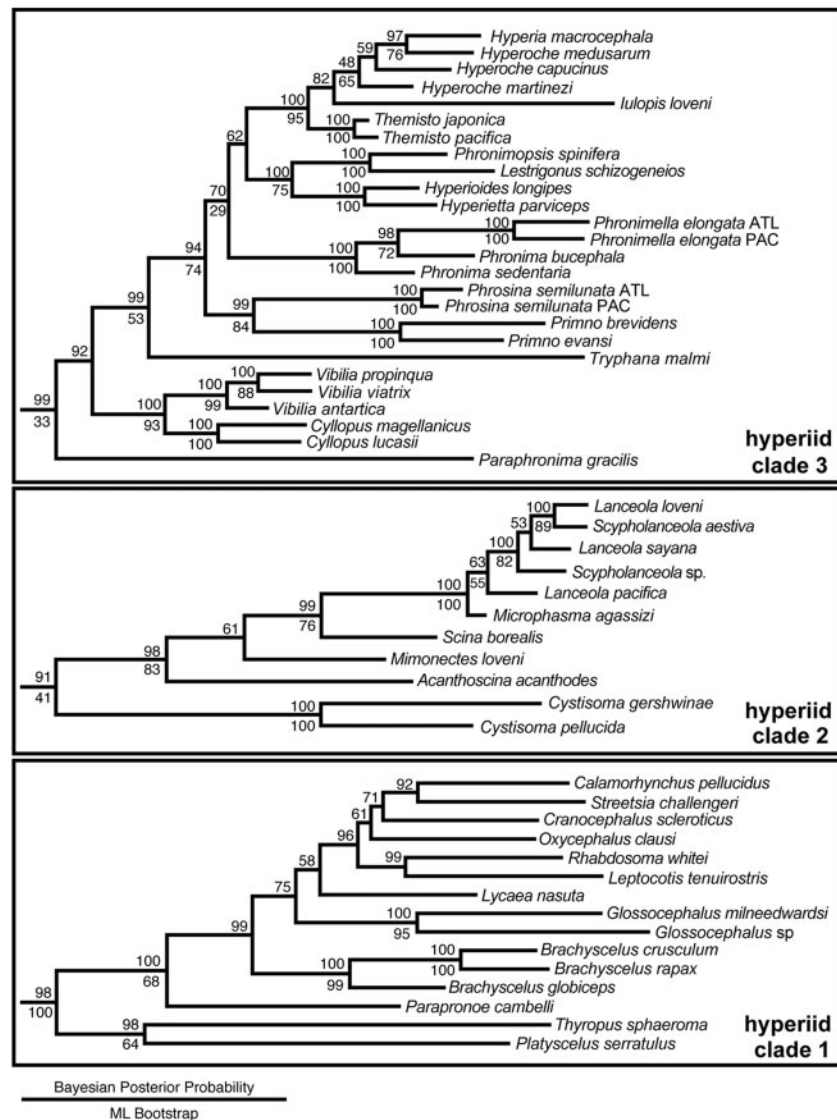 97
Hyperia macrocephala
59
76
Hyperoche medusarum
48
Hyperoche capucinus
82
65
Hyperoche martinezi
100
Iulopis loveni
95
100
Themisto japonica
62
100
Themisto pacifica
100
Phronimopsis spinifera
100
100
Lestrigonus schizogeneios
75
100
Hyperioides longipes
70
100
Hyperietta parviceps
29
100
Phronimella elongata ATL
98
100
Phronimella elongata PAC
94
100
72
Phronima bucephala
74
100
Phronima sedentaria
100
Phrosina semilunata ATL
99
99
100
Phrosina semilunata PAC
53
84
100
Primno brevidens
100
Primno evansi
92
Tryphana malmi
100
Vibilia propinqua
99
100
88
Vibilia viatrix
33
100
99
Vibilia antartica
93
100
Cyllopus magellanicus
100
Cyllopus lucasii
Paraphronima gracilis
hyperiid
clade 3
100
Lanceola loveni
53
89
Scypholanceola aestiva
100
Lanceola sayana
63
82
Scypholanceola sp.
100
55
Lanceola pacifica
99
100
Microphasma agassizi
61
76
Scina borealis
98
Mimonectes loveni
91
83
Acanthoscina acanthodes
41
100
Cystisoma gershwinae
100
Cystisoma pellucida
hyperiid
clade 2
92
Calamorhynchus pellucidus
71
Streetsia challengeri
61
Cranocephalus scleroticus
96
Oxycephalus clausi
58
99
Rhabdosoma whitei
Leptocotis tenuirostris
75
Lycaea nasuta
100
Glossocephalus milneedwardsi
99
95
Glossocephalus sp
100
Brachyscelus crusculum
100
100
100
Brachyscelus rapax
68
99
Brachyscelus globiceps
98
Parapronoe cambelli
100
98
Thyropus sphaeroma
64
Platyscelus serratulus
hyperiid
clade 1
Bayesian Posterior Probability
ML Bootstrap